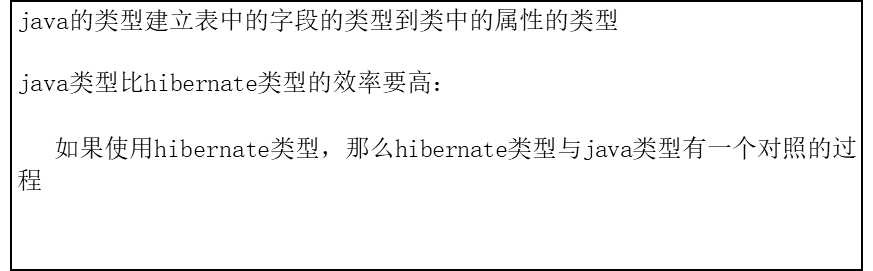 java的类型建立表中的字段的类型到类中的属性的类型
java类型比hibernate类型的效率要高:
如果使用hibernate类型，那么hibernate类型与java类型有一个对照的过
程